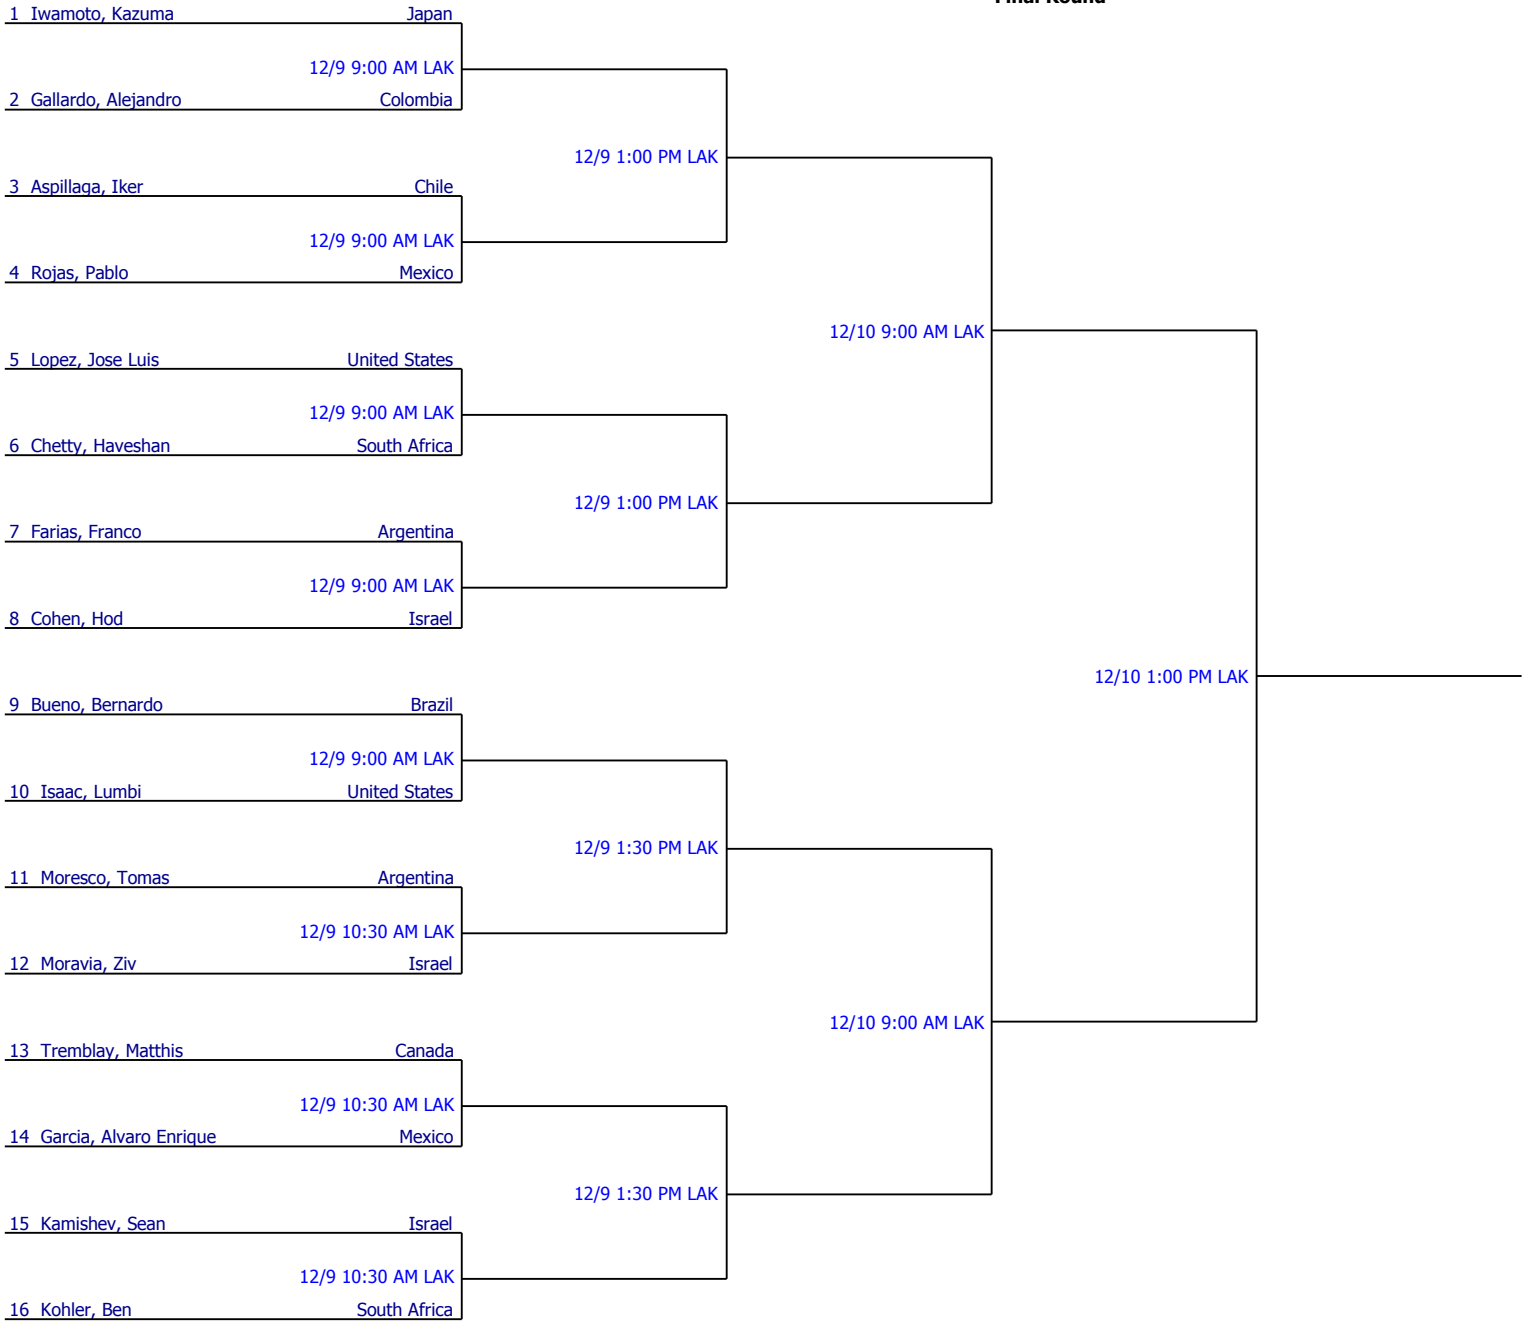 Final Round
1 Iwamoto, Kazuma Japan
12/9 9:00 AM LAK
2 Gallardo, Alejandro Colombia
12/9 1:00 PM LAK
3 Aspillaga, Iker Chile
12/9 9:00 AM LAK
4 Rojas, Pablo Mexico
12/10 9:00 AM LAK
5 Lopez, Jose Luis United States
12/9 9:00 AM LAK
6 Chetty, Haveshan South Africa
12/9 1:00 PM LAK
7 Farias, Franco Argentina
12/9 9:00 AM LAK
8 Cohen, Hod Israel
12/10 1:00 PM LAK
9 Bueno, Bernardo Brazil
12/9 9:00 AM LAK
10 Isaac, Lumbi United States
12/9 1:30 PM LAK
11 Moresco, Tomas Argentina
12/9 10:30 AM LAK
12 Moravia, Ziv Israel
12/10 9:00 AM LAK
13 Tremblay, Matthis Canada
12/9 10:30 AM LAK
14 Garcia, Alvaro Enrique Mexico
12/9 1:30 PM LAK
15 Kamishev, Sean Israel
12/9 10:30 AM LAK
16 Kohler, Ben South Africa